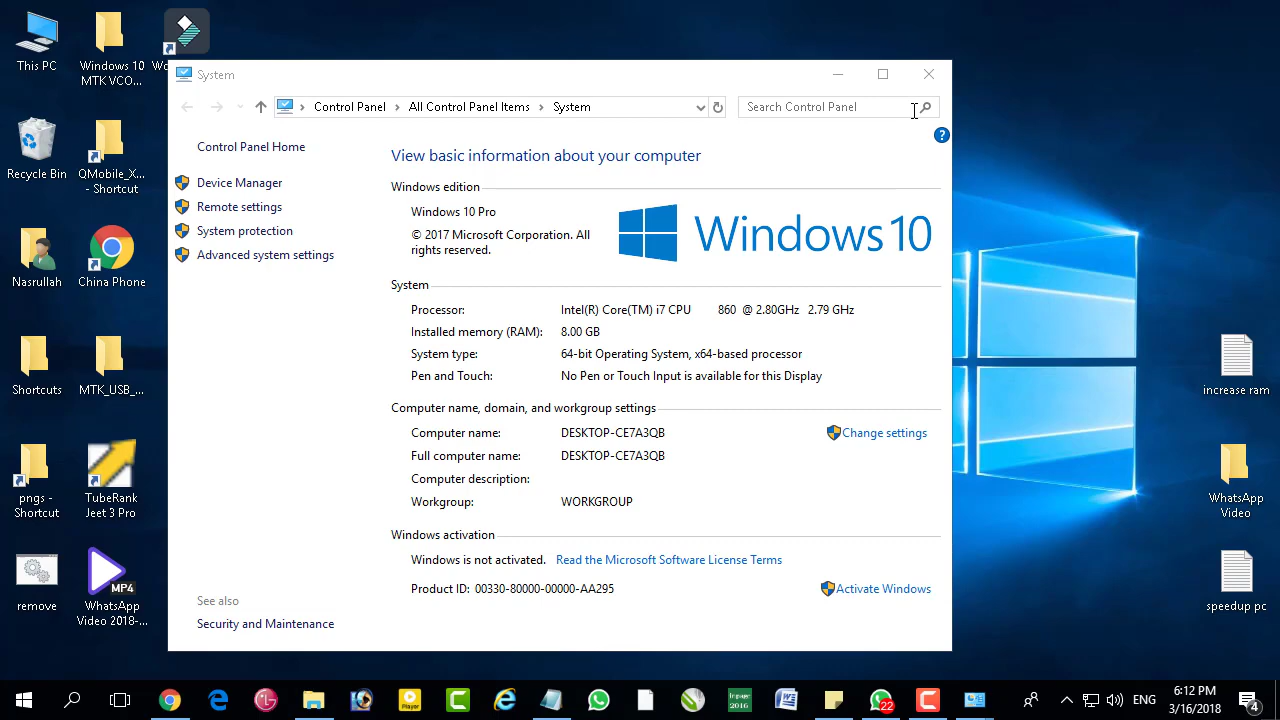 This PC
Windows 10
MTK VCO...
Wo
Recycle Bin
QMobile_X...
- Shortcut
Nasrullah
China Phone
Shortcuts
MTK_USB_...
pngs -
Shortcut
TubeRank
Jeet 3 Pro
remove
MP4
WhatsApp
Video 2018-...
System
Control Panel
All Control Panel Items
System
Search Control Panel
?
Control Panel Home
Device Manager
Remote settings
System protection
Advanced system settings
See also
Security and Maintenance
View basic information about your computer
Windows edition
Windows 10 Pro
© 2017 Microsoft Corporation. All
rights reserved.
Windows 10
System
Processor: Intel(R) Core(TM) i7 CPU 860 @ 2.80GHz 2.79 GHz
Installed memory (RAM): 8.00 GB
System type: 64-bit Operating System, x64-based processor
Pen and Touch: No Pen or Touch Input is available for this Display
Computer name, domain, and workgroup settings
Computer name: DESKTOP-CE7A3QB
Change settings
Full computer name: DESKTOP-CE7A3QB
Computer description:
Workgroup: WORKGROUP
Windows activation
Windows is not activated. Read the Microsoft Software License Terms
Product ID: 00330-80000-00000-AA295
Activate Windows
increase ram
WhatsApp
Video
speedup pc
Player
Inpage
2016
22
ENG
6:12 PM
3/16/2018
4